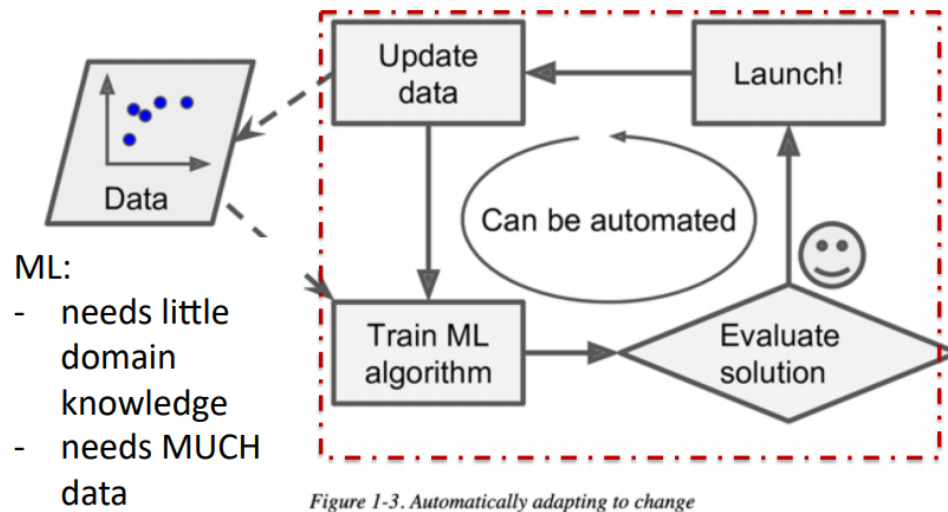 Update
data
Launch!
Data
Can be automated
ML:
- needs little
domain
knowledge
- needs MUCH
data
Train ML
algorithm
Evaluate
solution
Figure 1-3. Automatically adapting to change